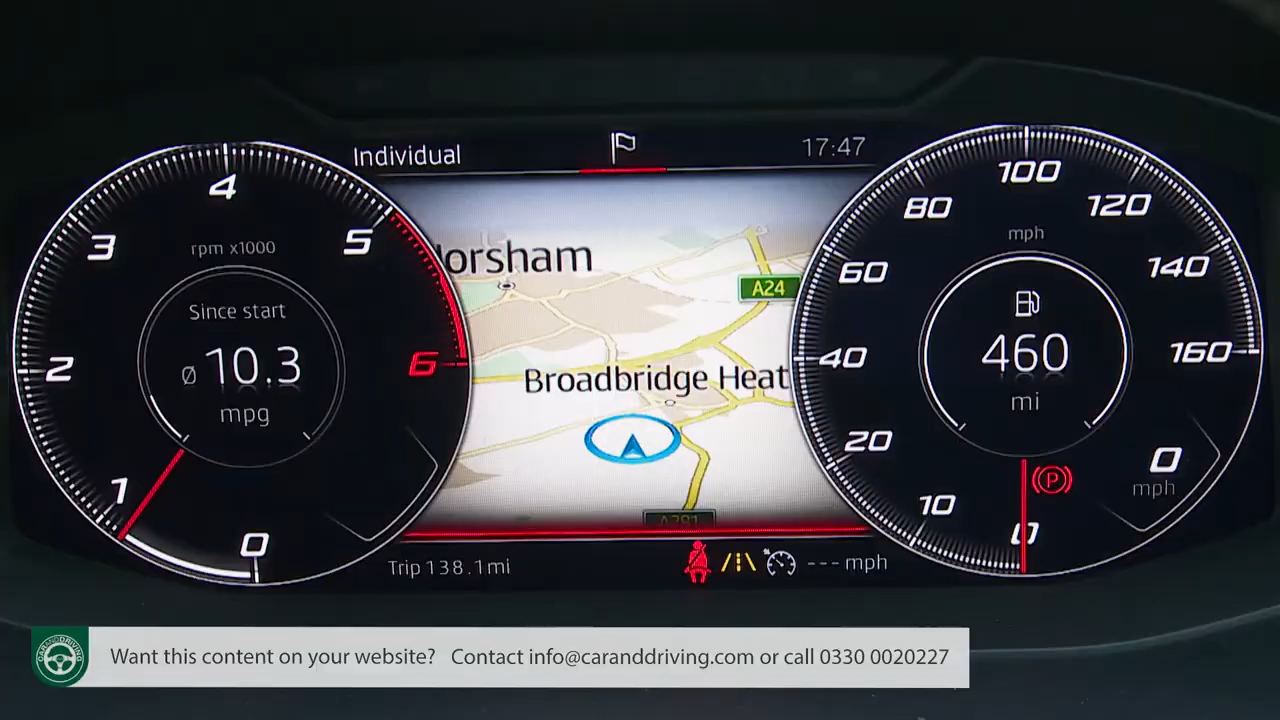 Individual
17:47
4
3
5
rpm x1000
2
6
1
0
Since start
ø 10.3
mpg
orsham
A24
Broadbridge Heat
100
80
120
mph
60
140
40
160
20
10
0
460
mi
0
mph
P
Trip 138.1mi
--- mph
CARANDDRIVING
Want this content on your website? Contact info@caranddriving.com or call 0330 0020227